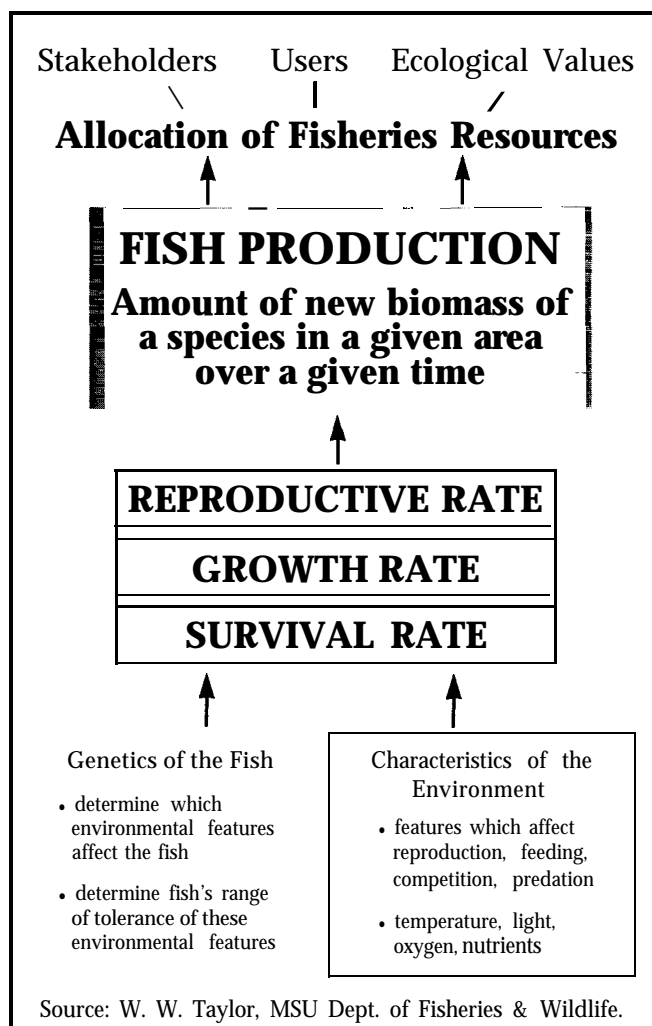 Stakeholders Users Ecological Values
Allocation of Fisheries Resources
FISH PRODUCTION
Amount of new biomass of
a species in a given area
over a given time
REPRODUCTIVE RATE
GROWTH RATE
SURVIVAL RATE
Genetics of the Fish
• determine which
environmental features
affect the fish
• determine fish's range
of tolerance of these
environmental features
Characteristics of the
Environment
• features which affect
reproduction, feeding,
competition, predation
• temperature, light,
oxygen, nutrients
Source: W. W. Taylor, MSU Dept. of Fisheries & Wildlife.